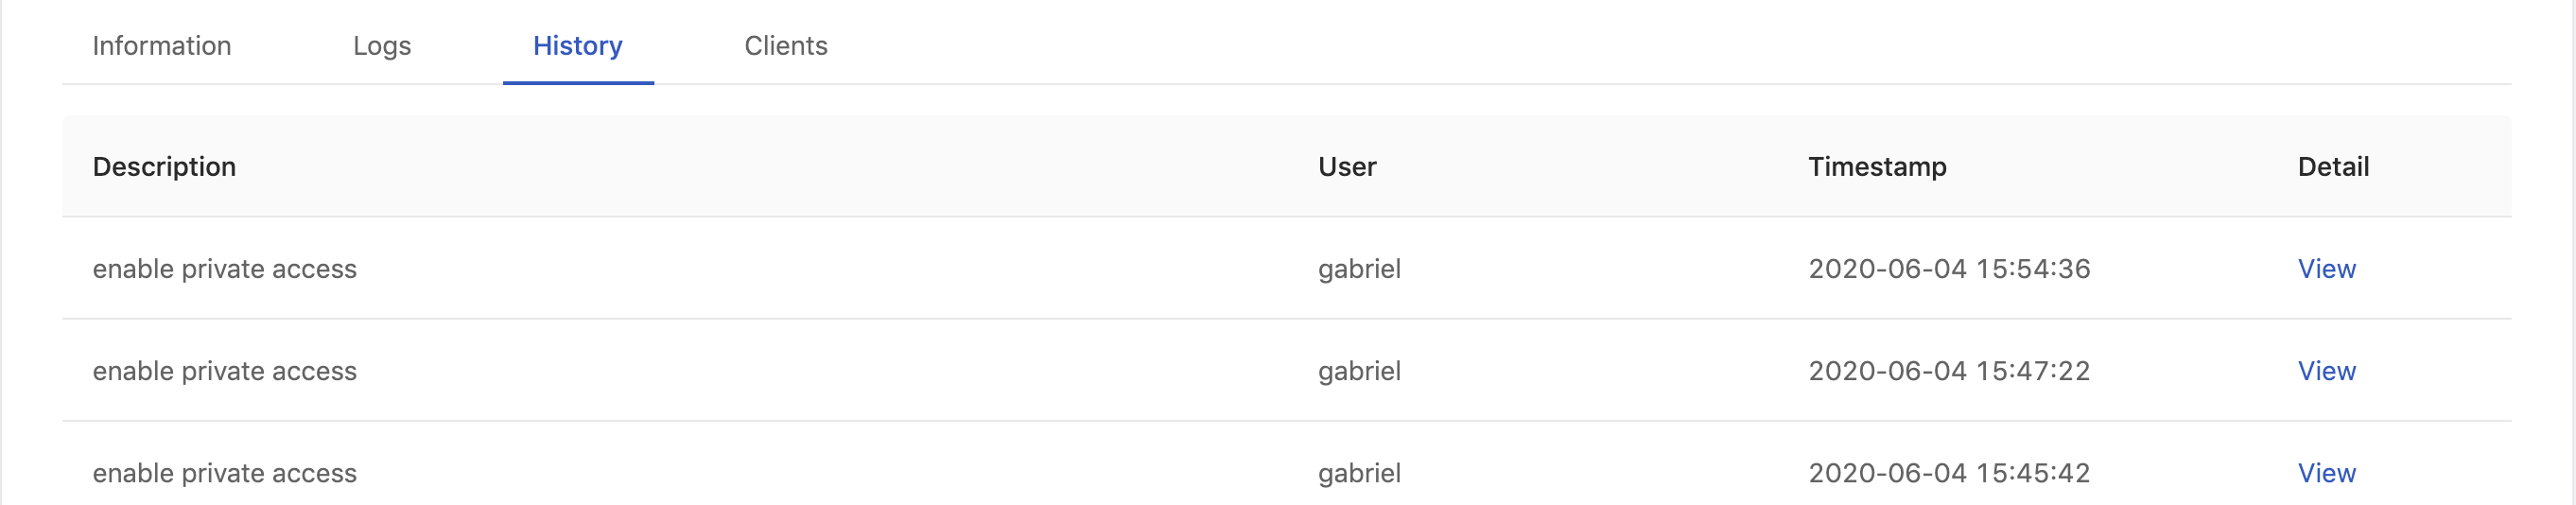 Information Logs History Clients
Description User Timestamp Detail
enable private access gabriel 2020-06-04 15:54:36 View
enable private access gabriel 2020-06-04 15:47:22 View
enable private access gabriel 2020-06-04 15:45:42 View